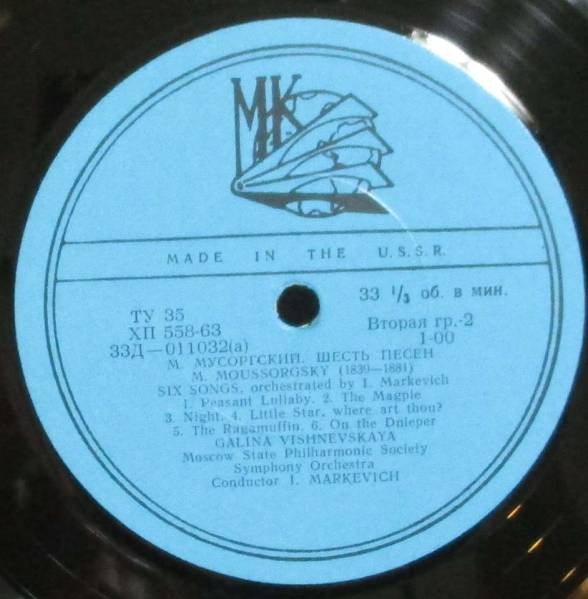 МК
MADE IN THE U.S.S.R.
33 1/3 об. в мин.
ТУ 35
ХП 558-63
Вторая гр.-2
33Д—011032(а)
1-00
М. МУСОРГСКИЙ. ШЕСТЬ ПЕСЕН
M. MOUSSORGSKY (1839—1881)
SIX SONGS, orchestrated by I. Markevich
1. Peasant Lullaby. 2. The Magpie
3. Night. 4. Little Star, where art thou?
5. The Ragamuffin. 6. On the Dnieper
GALINA VISHNEVSKAYA
Moscow State Philharmonic Society
Symphony Orchestra
Conductor I. MARKEVICH